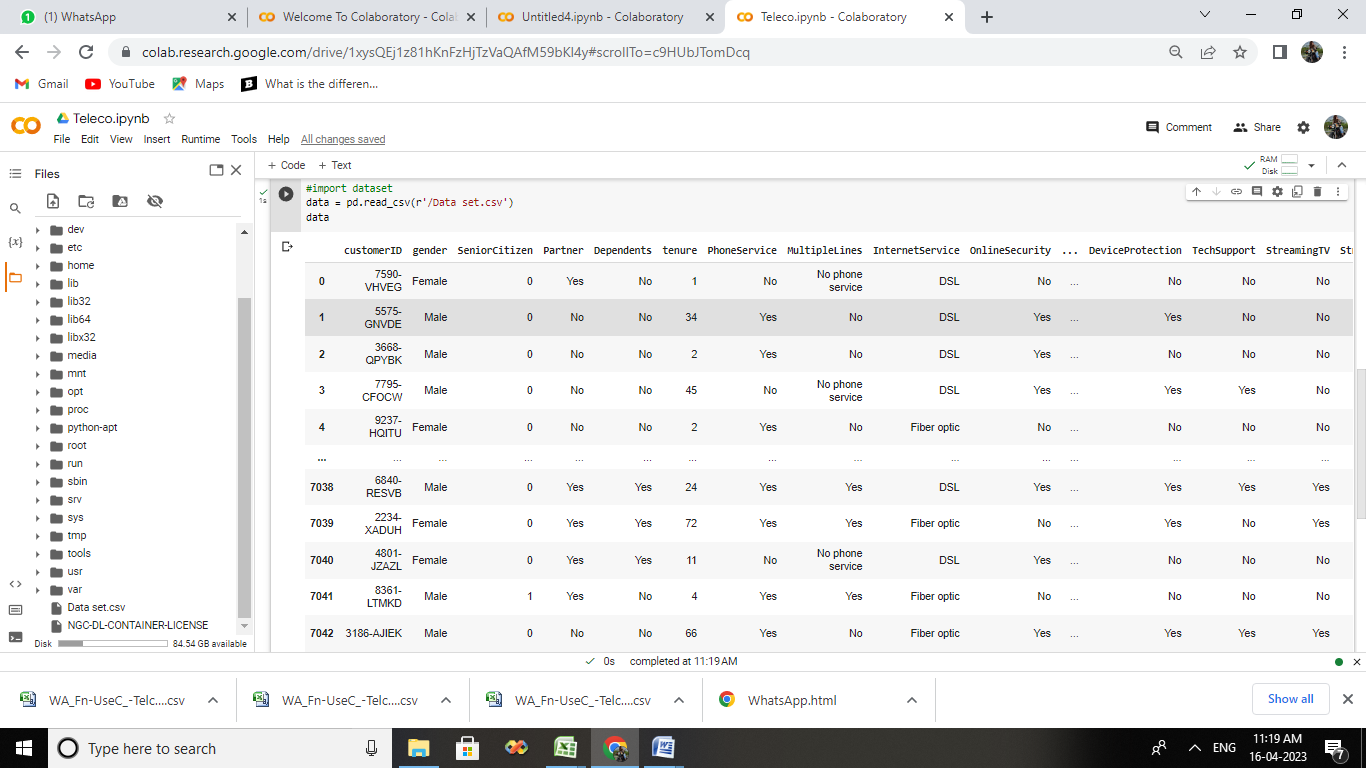 (1) WhatsApp
Welcome To Colaboratory - Colab
Untitled4.ipynb - Colaboratory
Teleco.ipynb - Colaboratory
colab.research.google.com/drive/1xysQEj1z81hKnFzHjTzVaQAfM59bKl4y#scrollTo=c9HUbJTomDcq
Gmail YouTube Maps What is the differen...
Teleco.ipynb
File Edit View Insert Runtime Tools Help All changes saved
Comment Share
Files
+ Code + Text
RAM
Disk
dev
etc
home
lib
lib32
lib64
libx32
media
mnt
opt
proc
python-apt
root
run
sbin
srv
sys
tmp
tools
usr
var
Data set.csv
NGC-DL-CONTAINER-LICENSE
Disk 84.54 GB available
1s
#import dataset
data = pd.read_csv(r'/Data set.csv')
data
customerID gender SeniorCitizen Partner Dependents tenure PhoneService MultipleLines InternetService OnlineSecurity ... DeviceProtection TechSupport StreamingTV
0 7590-VHVEG Female 0 Yes No 1 No No phone service DSL No ... No No No
1 5575-GNVDE Male 0 No No 34 Yes No DSL Yes ... Yes No No
2 3668-QPYBK Male 0 No No 2 Yes No DSL Yes ... No No No
3 7795-CFOCW Male 0 No No 45 No No phone service DSL Yes ... Yes Yes No
4 9237-HQITU Female 0 No No 2 Yes No Fiber optic No ... No No No
... ... ... ... ... ... ... ... ... ... ... ... ... ... ...
7038 6840-RESVB Male 0 Yes Yes 24 Yes Yes DSL Yes ... Yes Yes Yes
7039 2234-XADUH Female 0 Yes Yes 72 Yes Yes Fiber optic No ... Yes No Yes
7040 4801-JZAZL Female 0 Yes Yes 11 No No phone service DSL Yes ... No No No
7041 8361-LTMKD Male 1 Yes No 4 Yes Yes Fiber optic No ... No No No
7042 3186-AJIEK Male 0 No No 66 Yes No Fiber optic Yes ... Yes Yes Yes
0s completed at 11:19 AM
WA_Fn-UseC_-Telc....csv
WA_Fn-UseC_-Telc....csv
WA_Fn-UseC_-Telc....csv
WhatsApp.html
Show all
Type here to search
ENG
11:19 AM
16-04-2023
7